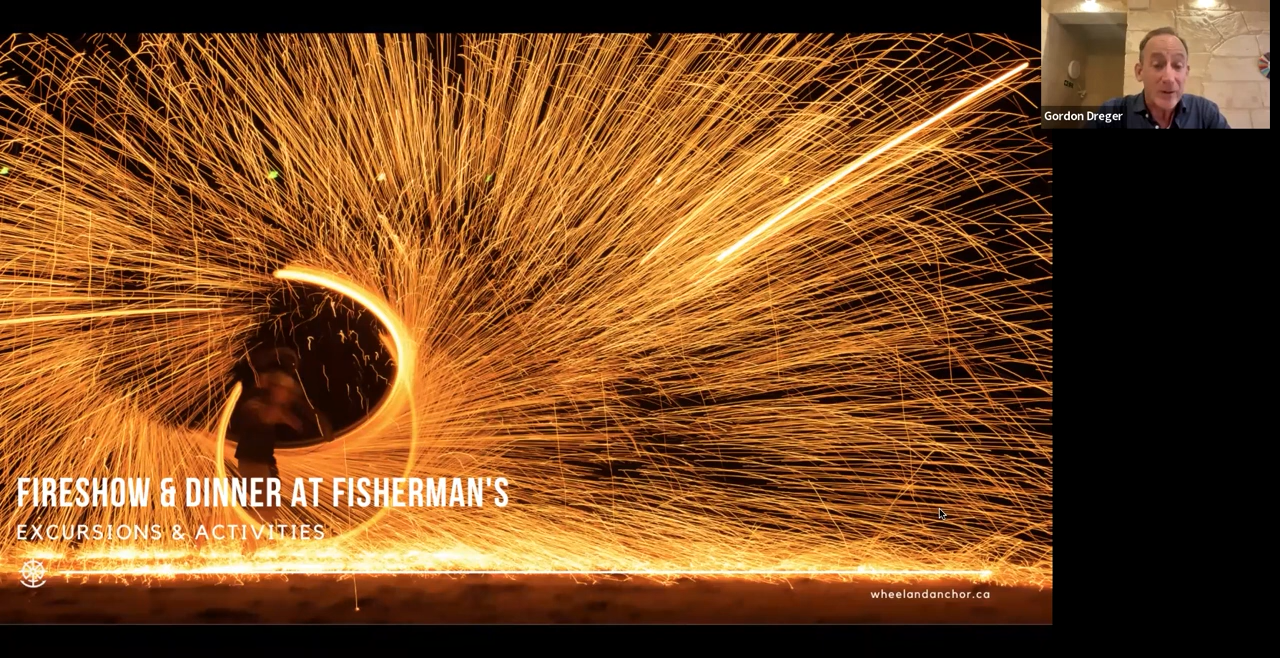 Gordon Dreger
FIRESHOW & DINNER AT FISHERMAN'S
EXCURSIONS & ACTIVITIES
wheelandanchor.ca